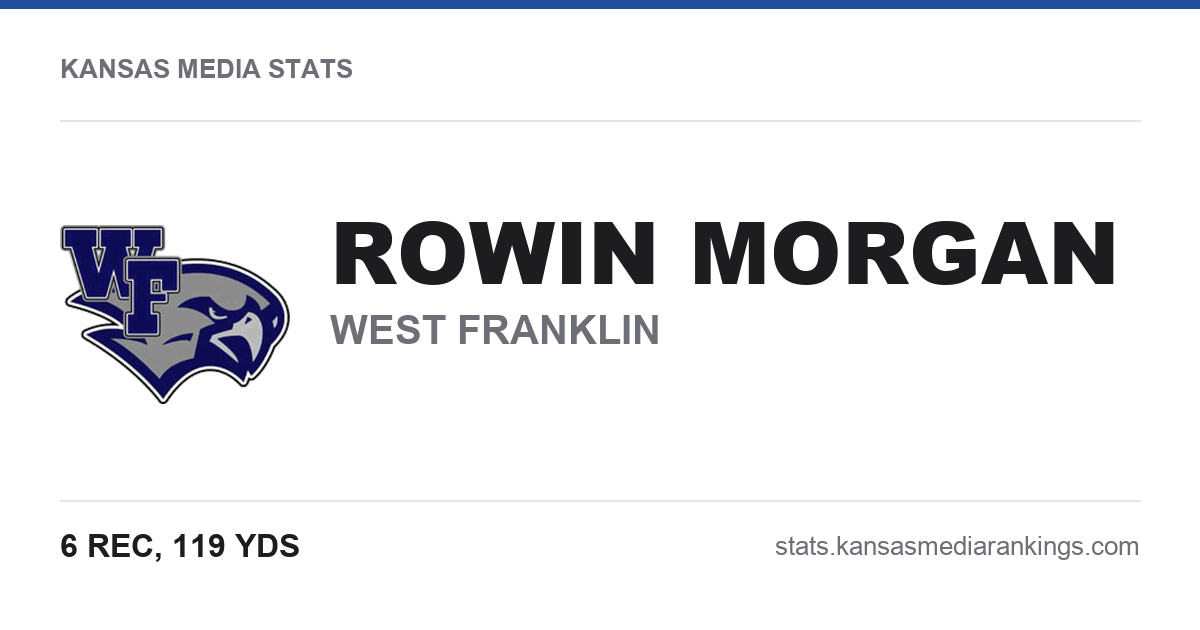 KANSAS MEDIA STATS
WF
ROWIN MORGAN
WEST FRANKLIN
6 REC, 119 YDS
stats.kansasmediarankings.com